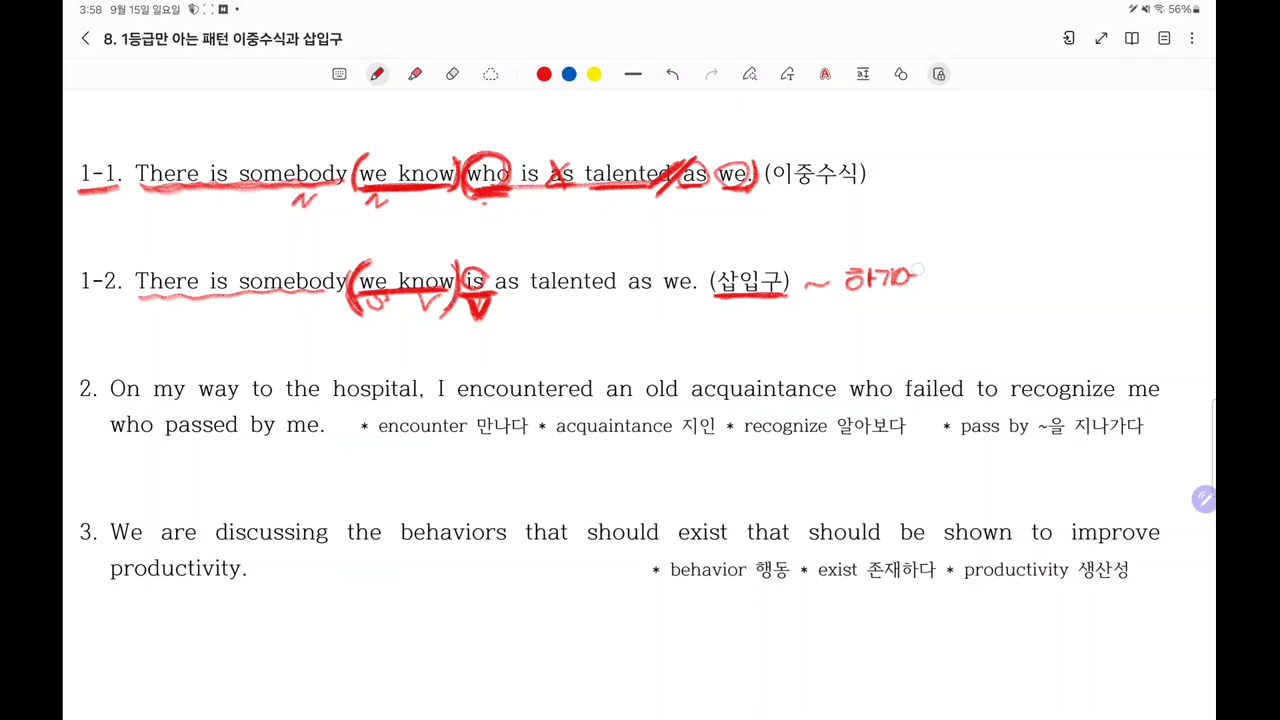 3:58 9월 15일 일요일 56%
8. 1등급만 아는 패턴 이중수식과 삽입구
1-1. There is somebody we know who is as talented as we. (이중수식)
N N
1-2. There is somebody we know is as talented as we. (삽입구) ~ 하기
S V V
2. On my way to the hospital, I encountered an old acquaintance who failed to recognize me
who passed by me. * encounter 만나다 * acquaintance 지인 * recognize 알아보다 * pass by ~을 지나가다
3. We are discussing the behaviors that should exist that should be shown to improve
productivity. * behavior 행동 * exist 존재하다 * productivity 생산성